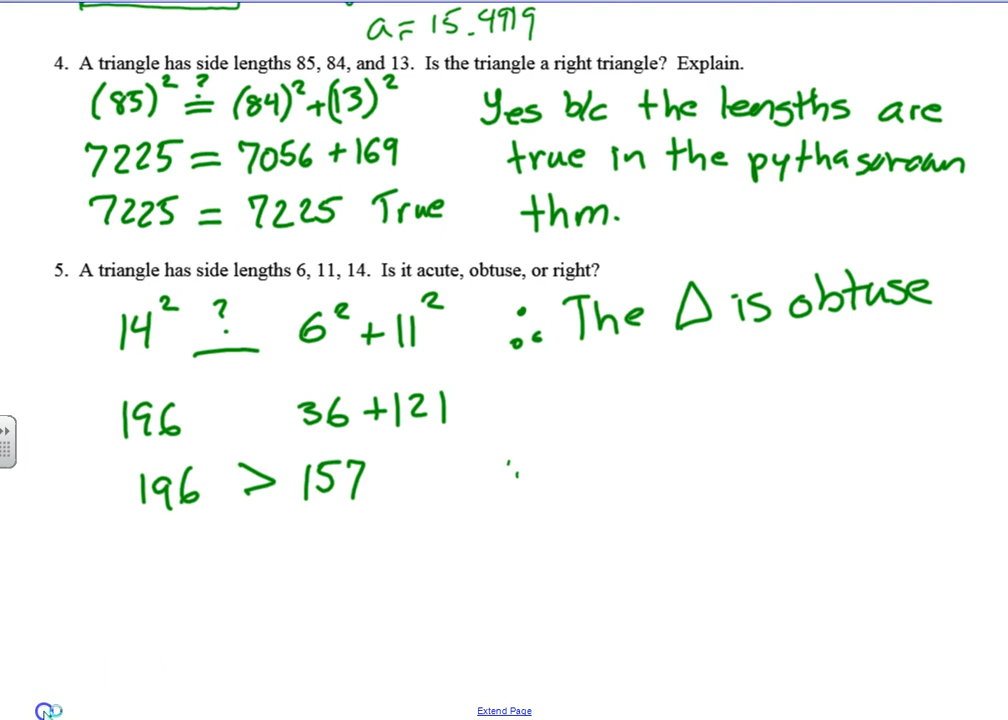 a = 15.4919
4. A triangle has side lengths 85, 84, and 13. Is the triangle a right triangle? Explain.
(85)² ≟ (84)² + (13)²
7225 = 7056 + 169
7225 = 7225 True
Yes b/c the lengths are
true in the pythagorean
thm.
5. A triangle has side lengths 6, 11, 14. Is it acute, obtuse, or right?
14² ? 6² + 11²
∴ The Δ is obtuse
196 36 + 121
196 > 157
Extend Page